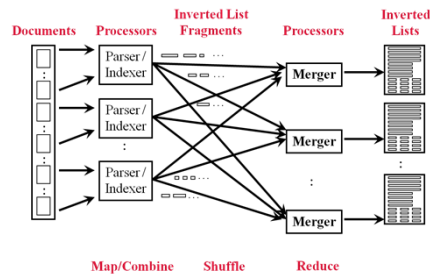 Documents
Processors
Inverted List
Fragments
Processors
Inverted
Lists
Parser/
Indexer
Parser/
Indexer
Parser/
Indexer
Merger
Merger
Merger
Map/Combine
Shuffle
Reduce